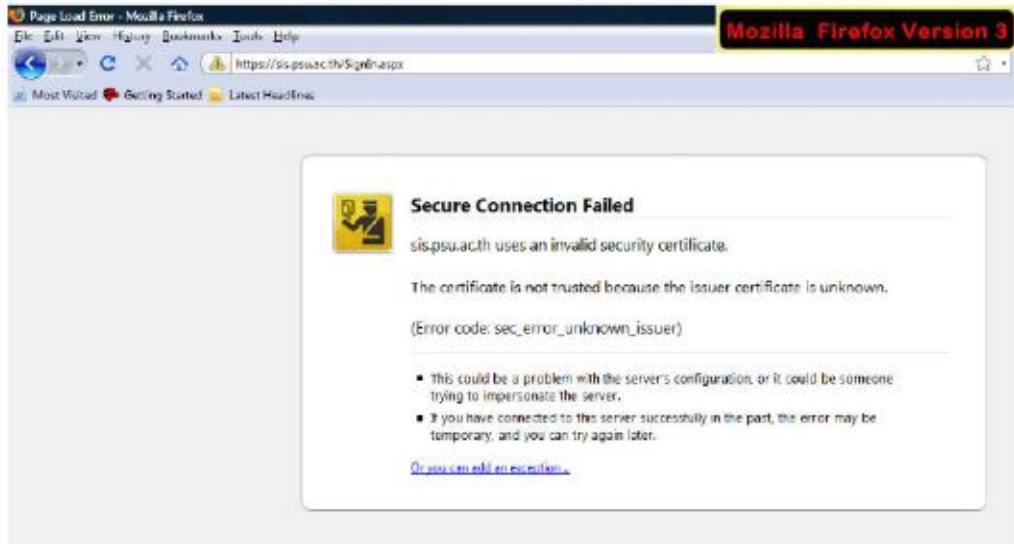 Page Load Error - Mozilla Firefox
Mozilla Firefox Version 3
File Edit View History Bookmarks Tools Help
https://sis.psu.ac.th/SignIn.aspx
Most Visited Getting Started Latest Headlines
Secure Connection Failed
sis.psu.ac.th uses an invalid security certificate.
The certificate is not trusted because the issuer certificate is unknown.
(Error code: sec_error_unknown_issuer)
This could be a problem with the server's configuration, or it could be someone
trying to impersonate the server.
If you have connected to this server successfully in the past, the error may be
temporary, and you can try again later.
Or you can add an exception...